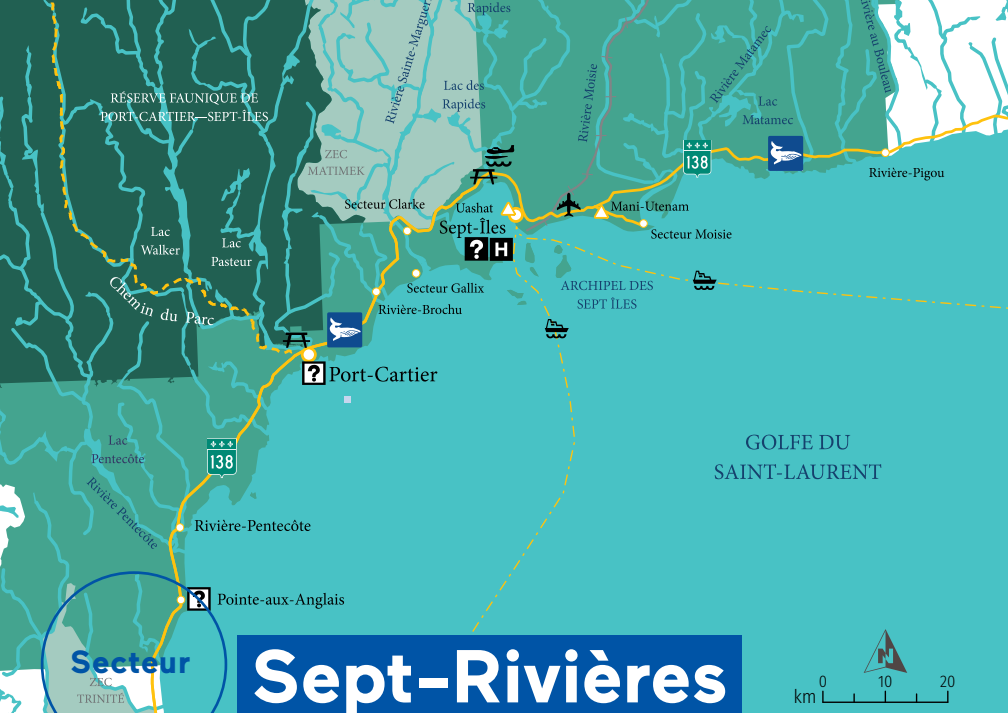 Rapides
Rivière Sainte-Marguer
Lac des
Rapides
Rivière Moisie
Rivière Matamec
Lac
Matamec
ivière au Bouleau
RÉSERVE FAUNIQUE DE
PORT-CARTIER—SEPT-ÎLES
ZEC
MATIMEK
138
Rivière-Pigou
Secteur Clarke
Uashat
Mani-Utenam
Sept-Îles
Secteur Moisie
? H
Lac
Walker
Lac
Pasteur
Chemin du Parc
Secteur Gallix
Rivière-Brochu
ARCHIPEL DES
SEPT ÎLES
? Port-Cartier
GOLFE DU
SAINT-LAURENT
138
Lac
Pentecôte
Rivière Pentecôte
Rivière-Pentecôte
? Pointe-aux-Anglais
Secteur
ZEC
TRINITÉ
Sept-Rivières
N
0 10 20
km